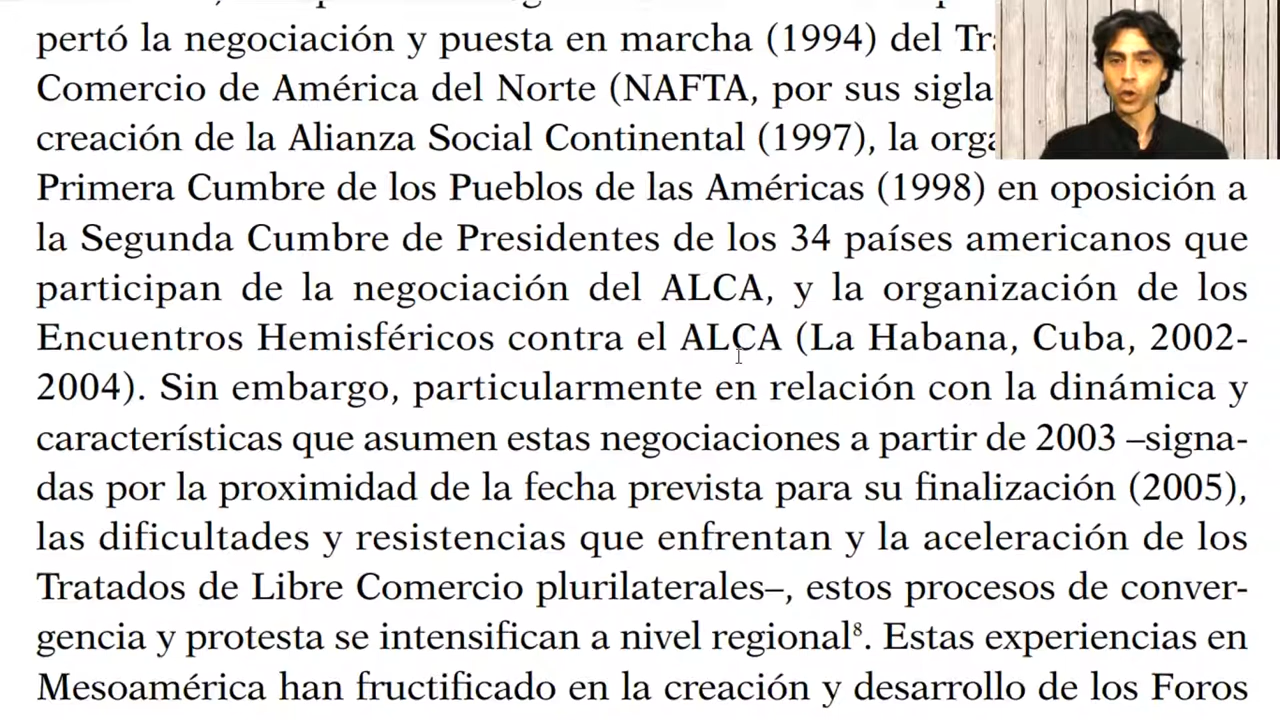 pertó la negociación y puesta en marcha (1994) del
Comercio de América del Norte (NAFTA, por sus
creación de la Alianza Social Continental (1997), la
Primera Cumbre de los Pueblos de las Américas (1998) en oposición a
la Segunda Cumbre de Presidentes de los 34 países americanos que
participan de la negociación del ALCA, y la organización de los
Encuentros Hemisféricos contra el ALCA (La Habana, Cuba, 2002-
2004). Sin embargo, particularmente en relación con la dinámica y
características que asumen estas negociaciones a partir de 2003 –signa-
das por la proximidad de la fecha prevista para su finalización (2005),
las dificultades y resistencias que enfrentan y la aceleración de los
Tratados de Libre Comercio plurilaterales–, estos procesos de conver-
gencia y protesta se intensifican a nivel regional⁸. Estas experiencias en
Mesoamérica han fructificado en la creación y desarrollo de los Foros